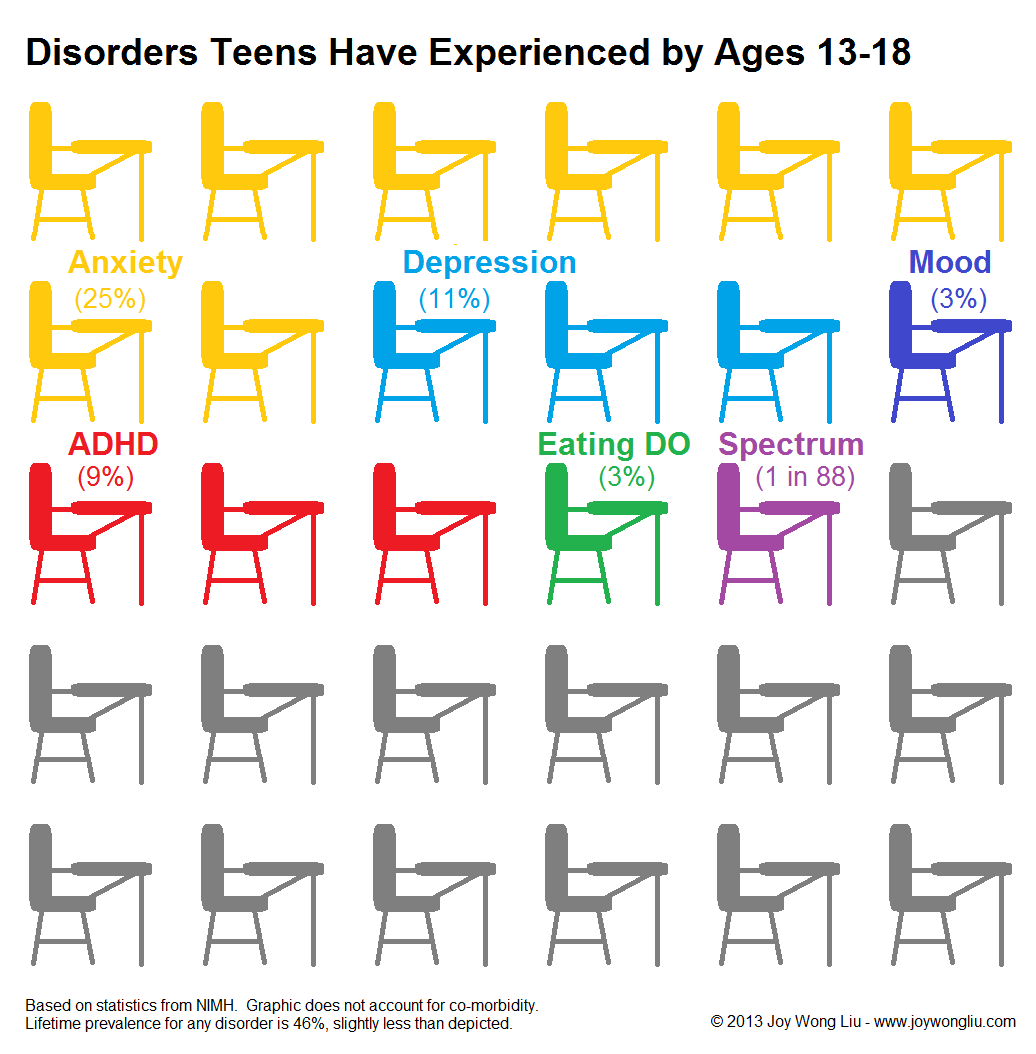 Disorders Teens Have Experienced by Ages 13-18
Anxiety
(25%)
Depression
(11%)
Mood
(3%)
ADHD
(9%)
Eating DO
(3%)
Spectrum
(1 in 88)
Based on statistics from NIMH.  Graphic does not account for co-morbidity.
Lifetime prevalence for any disorder is 46%, slightly less than depicted.
© 2013 Joy Wong Liu - www.joywongliu.com